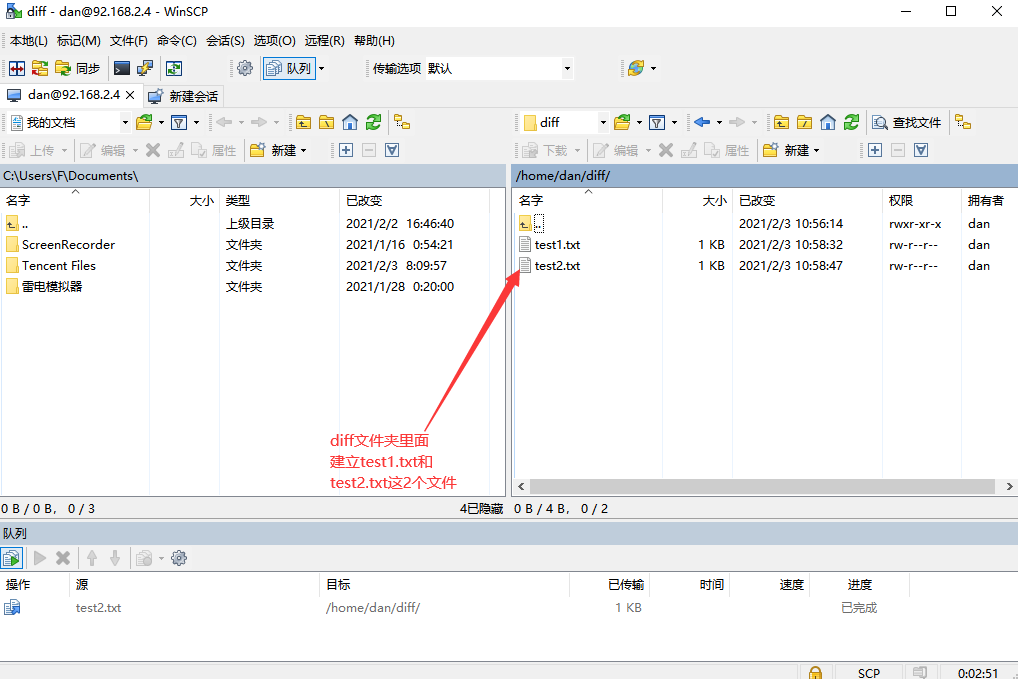 diff - dan@92.168.2.4 - WinSCP
本地(L) 标记(M) 文件(F) 命令(C) 会话(S) 选项(O) 远程(R) 帮助(H)
同步 队列 传输选项 默认
dan@92.168.2.4 × 新建会话
我的文档 diff 查找文件
上传 编辑 属性 新建 下载 编辑 属性 新建
C:\Users\F\Documents\ /home/dan/diff/
名字 大小 类型 已改变 名字 大小 已改变 权限 拥有者
.. 上级目录 2021/2/2 16:46:40 .. 2021/2/3 10:56:14 rwxr-xr-x dan
ScreenRecorder 文件夹 2021/1/16 0:54:21 test1.txt 1 KB 2021/2/3 10:58:32 rw-r--r-- dan
Tencent Files 文件夹 2021/2/3 8:09:57 test2.txt 1 KB 2021/2/3 10:58:47 rw-r--r-- dan
雷电模拟器 文件夹 2021/1/28 0:20:00
diff文件夹里面
建立test1.txt和
test2.txt这2个文件
0 B / 0 B, 0 / 3 4已隐藏 0 B / 4 B, 0 / 2
队列
操作 源 目标 已传输 时间 速度 进度
test2.txt /home/dan/diff/ 1 KB 已完成
SCP 0:02:51